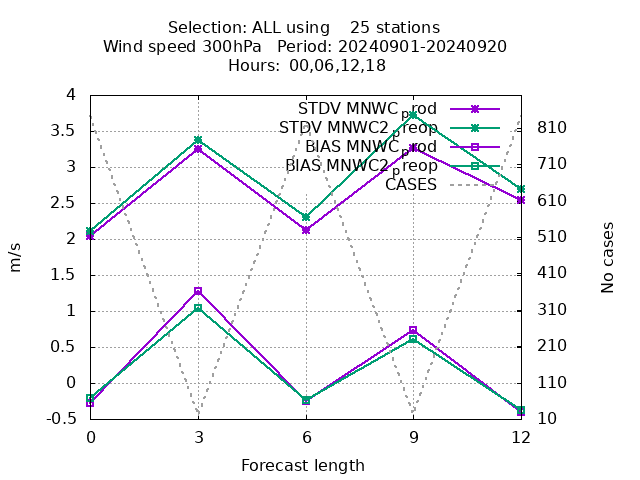 Selection: ALL using    25 stations
Wind speed 300hPa   Period: 20240901-20240920
Hours:  00,06,12,18
STDV MNWC_prod
STDV MNWC2_preop
BIAS MNWC_prod
BIAS MNWC2_preop
CASES
4
3.5
3
2.5
2
1.5
1
0.5
0
-0.5
m/s
810
710
610
510
410
310
210
110
10
No cases
0 3 6 9 12
Forecast length